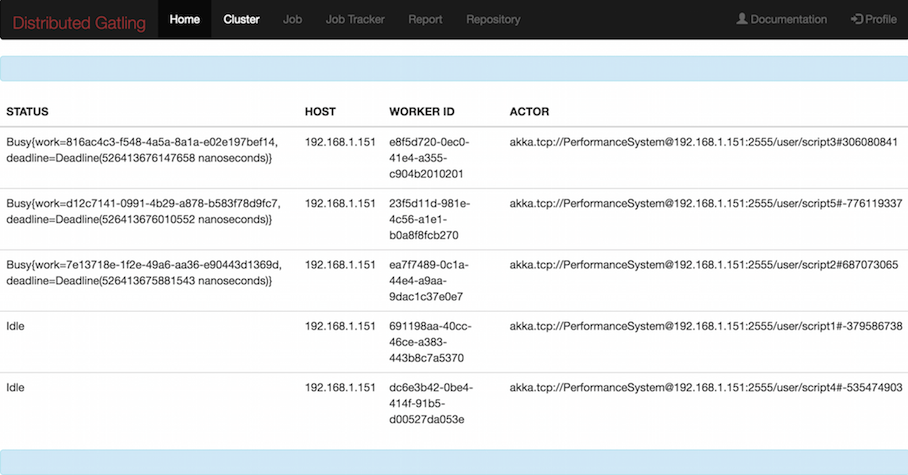 Distributed Gatling Home Cluster Job Job Tracker Report Repository Documentation Profile
STATUS HOST WORKER ID ACTOR
Busy{work=816ac4c3-f548-4a5a-8a1a-e02e197bef14, 192.168.1.151 e8f5d720-0ec0- akka.tcp://PerformanceSystem@192.168.1.151:2555/user/script3#306080841
deadline=Deadline(526413676147658 nanoseconds)} 41e4-a355-
c904b2010201
Busy{work=d12c7141-0991-4b29-a878-b583f78d9fc7, 192.168.1.151 23f5d11d-981e- akka.tcp://PerformanceSystem@192.168.1.151:2555/user/script5#-776119337
deadline=Deadline(526413676010552 nanoseconds)} 4c56-a1e1-
b0a8f8fcb270
Busy{work=7e13718e-1f2e-49a6-aa36-e90443d1369d, 192.168.1.151 ea7f7489-0c1a- akka.tcp://PerformanceSystem@192.168.1.151:2555/user/script2#687073065
deadline=Deadline(526413675881543 nanoseconds)} 44e4-a9aa-
9dac1c37e0e7
Idle 192.168.1.151 691198aa-40cc- akka.tcp://PerformanceSystem@192.168.1.151:2555/user/script1#-379586738
46ce-a383-
443b8c7a5370
Idle 192.168.1.151 dc6e3b42-0be4- akka.tcp://PerformanceSystem@192.168.1.151:2555/user/script4#-535474903
414f-91b5-
d00527da053e